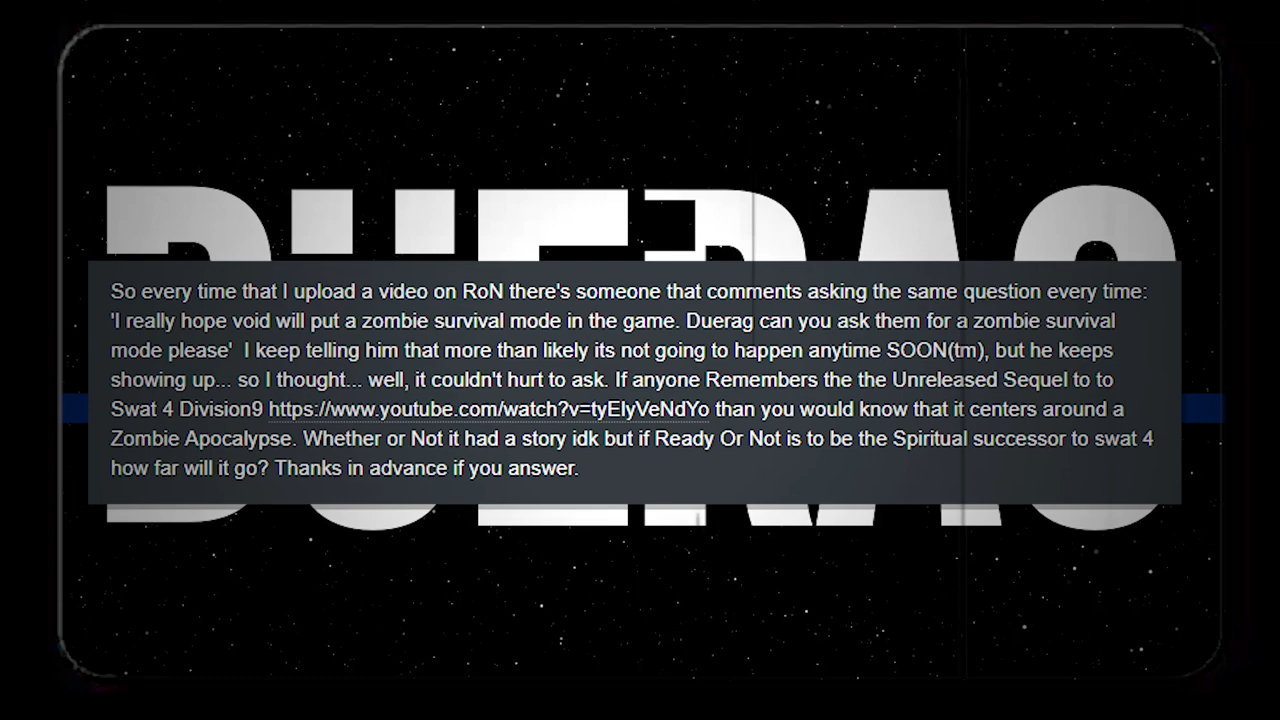 DUERAG
So every time that I upload a video on RoN there's someone that comments asking the same question every time:
'I really hope void will put a zombie survival mode in the game. Duerag can you ask them for a zombie survival
mode please'  I keep telling him that more than likely its not going to happen anytime SOON(tm), but he keeps
showing up... so I thought... well, it couldn't hurt to ask. If anyone Remembers the the Unreleased Sequel to to
Swat 4 Division9 https://www.youtube.com/watch?v=tyElyVeNdYo than you would know that it centers around a
Zombie Apocalypse. Whether or Not it had a story idk but if Ready Or Not is to be the Spiritual successor to swat 4
how far will it go? Thanks in advance if you answer.